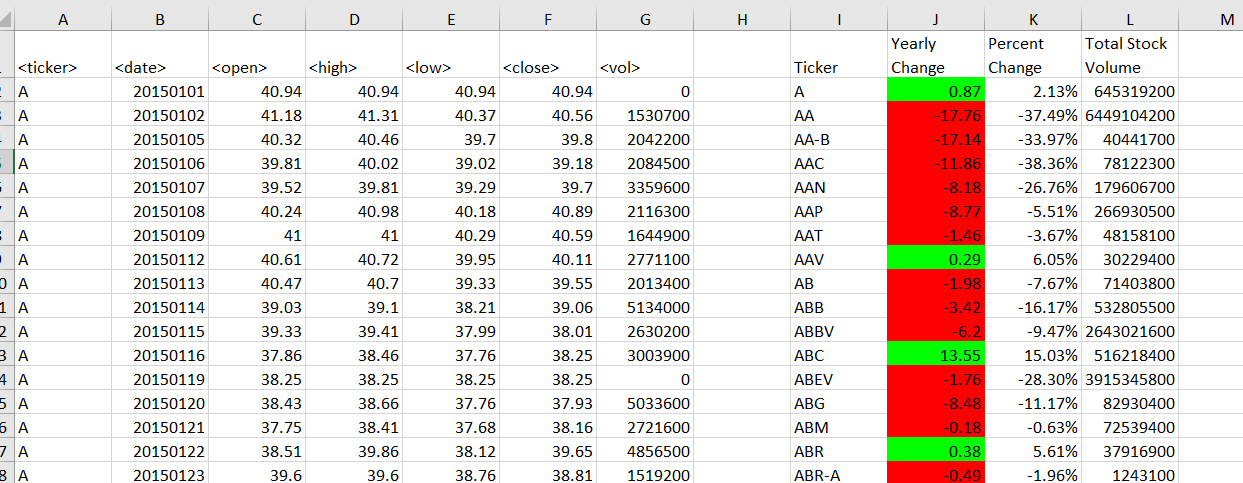 A B C D E F G H I J K L M
Yearly Percent Total Stock
<ticker> <date> <open> <high> <low> <close> <vol> Ticker Change Change Volume
2 A 20150101 40.94 40.94 40.94 40.94 0 A 0.87 2.13% 645319200
3 A 20150102 41.18 41.31 40.37 40.56 1530700 AA -17.76 -37.49% 6449104200
A 20150105 40.32 40.46 39.7 39.8 2042200 AA-B -17.14 -33.97% 40441700
5 A 20150106 39.81 40.02 39.02 39.18 2084500 AAC -11.86 -38.36% 78122300
6 A 20150107 39.52 39.81 39.29 39.7 3359600 AAN -8.18 -26.76% 179606700
7 A 20150108 40.24 40.98 40.18 40.89 2116300 AAP -8.77 -5.51% 266930500
8 A 20150109 41 41 40.29 40.59 1644900 AAT -1.46 -3.67% 48158100
9 A 20150112 40.61 40.72 39.95 40.11 2771100 AAV 0.29 6.05% 30229400
0 A 20150113 40.47 40.7 39.33 39.55 2013400 AB -1.98 -7.67% 71403800
1 A 20150114 39.03 39.1 38.21 39.06 5134000 ABB -3.42 -16.17% 532805500
2 A 20150115 39.33 39.41 37.99 38.01 2630200 ABBV -6.2 -9.47% 2643021600
3 A 20150116 37.86 38.46 37.76 38.25 3003900 ABC 13.55 15.03% 516218400
4 A 20150119 38.25 38.25 38.25 38.25 0 ABEV -1.76 -28.30% 3915345800
5 A 20150120 38.43 38.66 37.76 37.93 5033600 ABG -8.48 -11.17% 82930400
6 A 20150121 37.75 38.41 37.68 38.16 2721600 ABM -0.18 -0.63% 72539400
7 A 20150122 38.51 39.86 38.12 39.65 4856500 ABR 0.38 5.61% 37916900
8 A 20150123 39.6 39.6 38.76 38.81 1519200 ABR-A -0.49 -1.96% 1243100